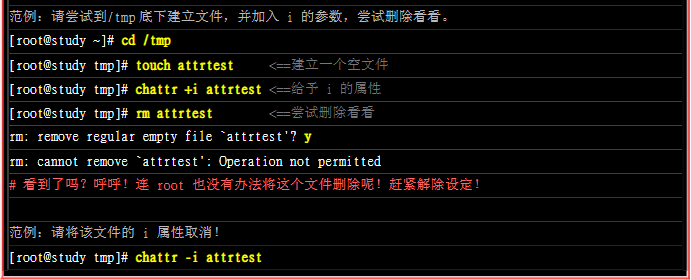 范例：请尝试到/tmp底下建立文件，并加入 i 的参数，尝试删除看看。
[root@study ~]# cd /tmp
[root@study tmp]# touch attrtest    <==建立一个空文件
[root@study tmp]# chattr +i attrtest <==给予 i 的属性
[root@study tmp]# rm attrtest       <==尝试删除看看
rm: remove regular empty file `attrtest'? y
rm: cannot remove `attrtest': Operation not permitted
# 看到了吗？呼呼！连 root 也没有办法将这个文件删除呢！赶紧解除设定！
范例：请将该文件的 i 属性取消！
[root@study tmp]# chattr -i attrtest